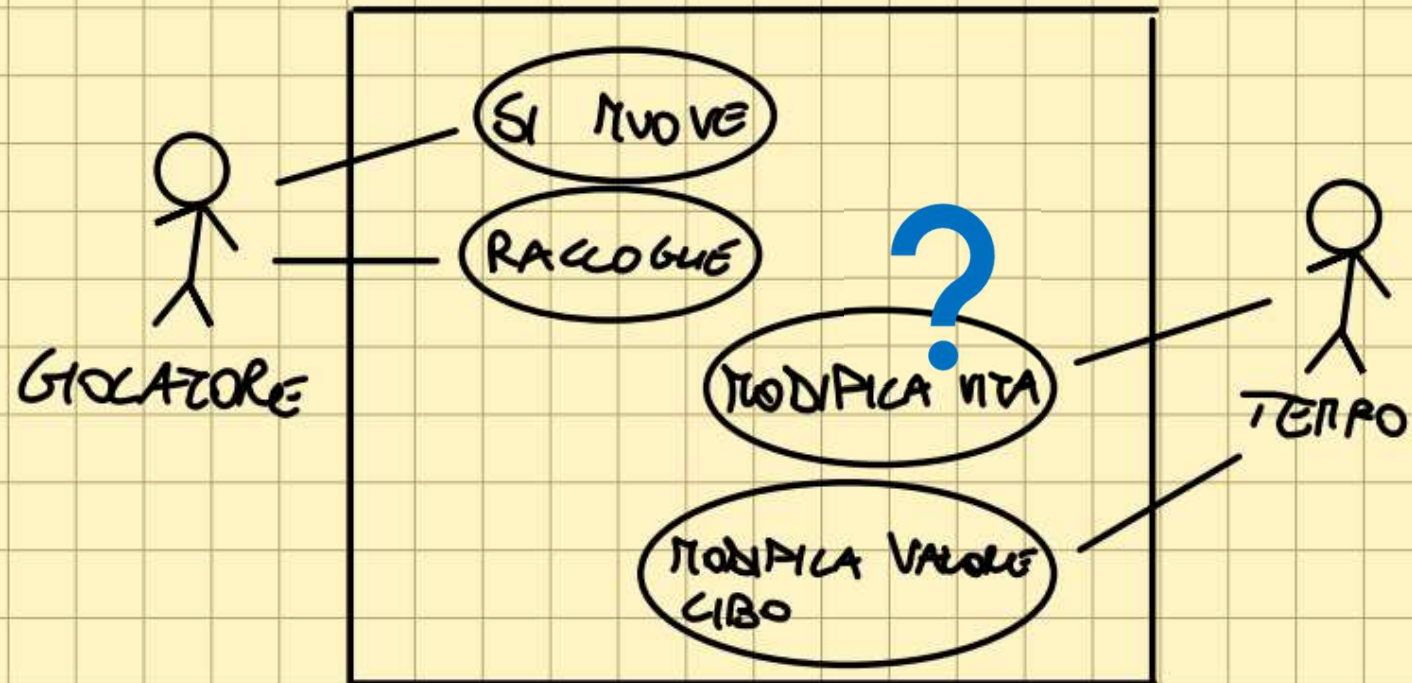 SI MUOVE
RACCOGLIE
?
MODIFICA VITA
GIOCATORE
TEMPO
MODIFICA VALORE
CIBO